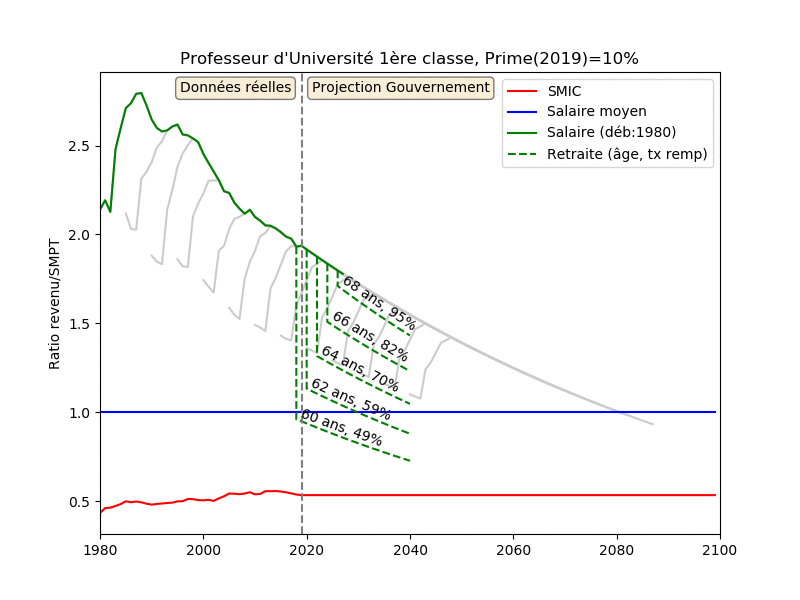 Professeur d'Université 1ère classe, Prime(2019)=10%
Données réelles
Projection Gouvernement
SMIC
Salaire moyen
Salaire (déb:1980)
Retraite (âge, tx remp)
Ratio revenu/SMPT
2.5
2.0
1.5
1.0
0.5
68 ans, 95%
66 ans, 82%
64 ans, 70%
62 ans, 59%
60 ans, 49%
1980
2000
2020
2040
2060
2080
2100